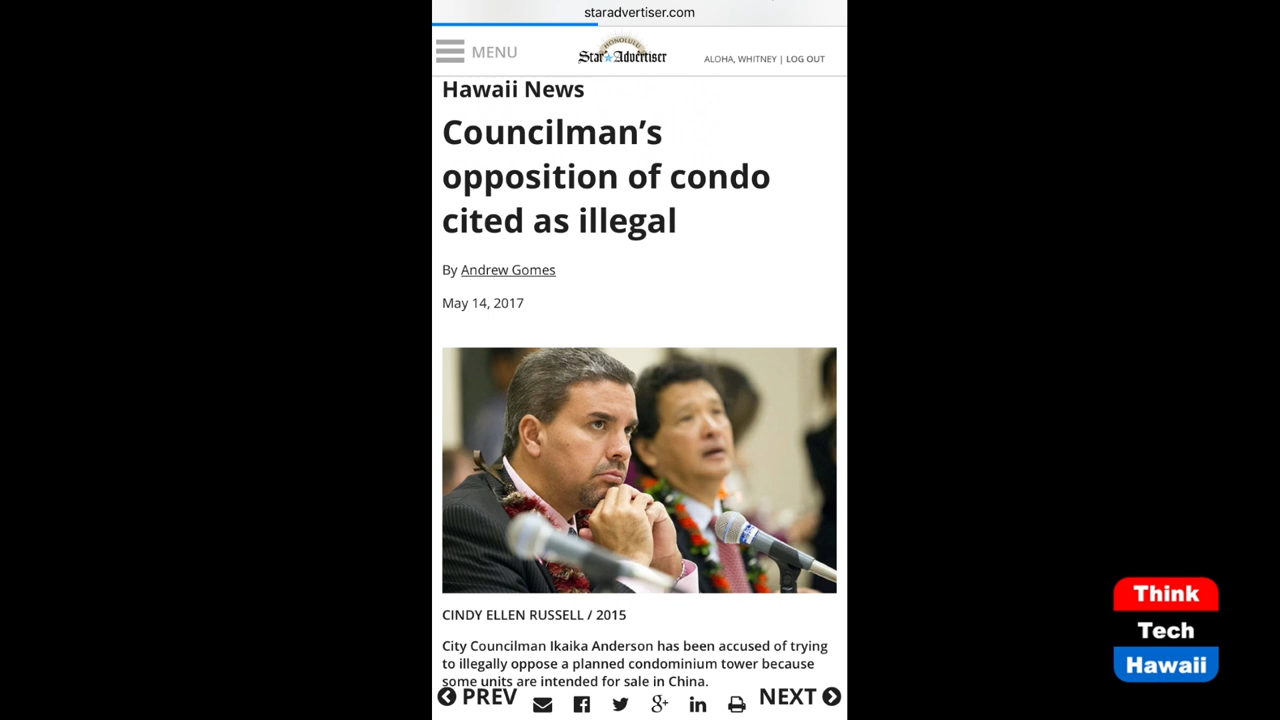 staradvertiser.com
MENU
HONOLULU
Star Advertiser
ALOHA, WHITNEY | LOG OUT
Hawaii News
Councilman’s
opposition of condo
cited as illegal
By Andrew Gomes
May 14, 2017
CINDY ELLEN RUSSELL / 2015
City Councilman Ikaika Anderson has been accused of trying
to illegally oppose a planned condominium tower because
some units are intended for sale in China.
PREV
g+
in
NEXT
Think
Tech
Hawaii